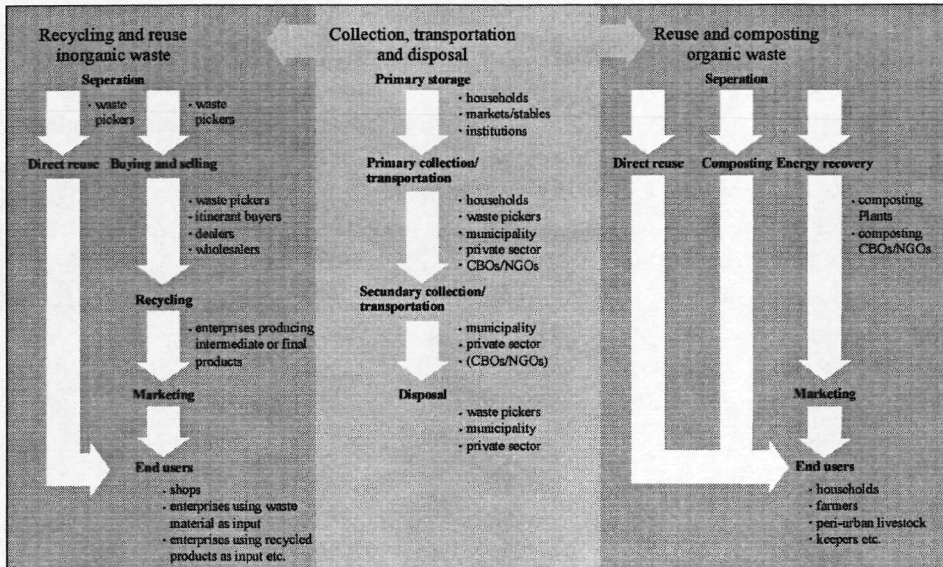 Recycling and reuse
inorganic waste
Seperation
· waste
pickers
· waste
pickers
Direct reuse
Buying and selling
· waste pickers
· itinerant buyers
· dealers
· wholesalers
Recycling
· enterprises producing
intermediate or final
products
Marketing
End users
· shops
· enterprises using waste
material as input
· enterprises using recycled
products as input etc.
Collection, transportation
and disposal
Primary storage
· households
· markets/stables
· institutions
Primary collection/
transportation
· households
· waste pickers
· municipality
· private sector
· CBOs/NGOs
Secundary collection/
transportation
· municipality
· private sector
· (CBOs/NGOs)
Disposal
· waste pickers
· municipality
· private sector
Reuse and composting
organic waste
Seperation
Direct reuse
Composting
Energy recovery
· composting
Plants
· composting
CBOs/NGOs
Marketing
End users
· households
· farmers
· peri-urban livestock
· keepers etc.